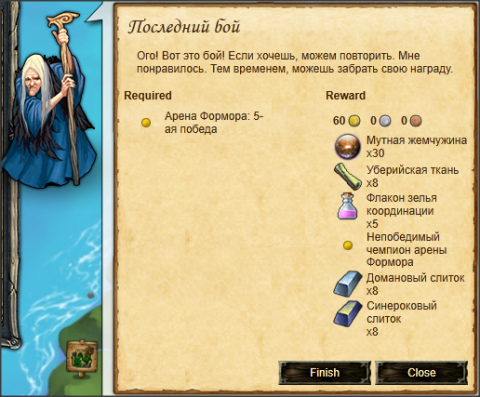 Последний бой
Ого! Вот это бой! Если хочешь, можем повторить. Мне
понравилось. Тем временем, можешь забрать свою награду.
Required
Арена Формора: 5-
ая победа
Reward
60 0 0
Мутная жемчужина
x30
Уберийская ткань
x8
Флакон зелья
координации
x5
Непобедимый
чемпион арены
Формора
Домановый слиток
x8
Синероковый
слиток
x8
Finish Close